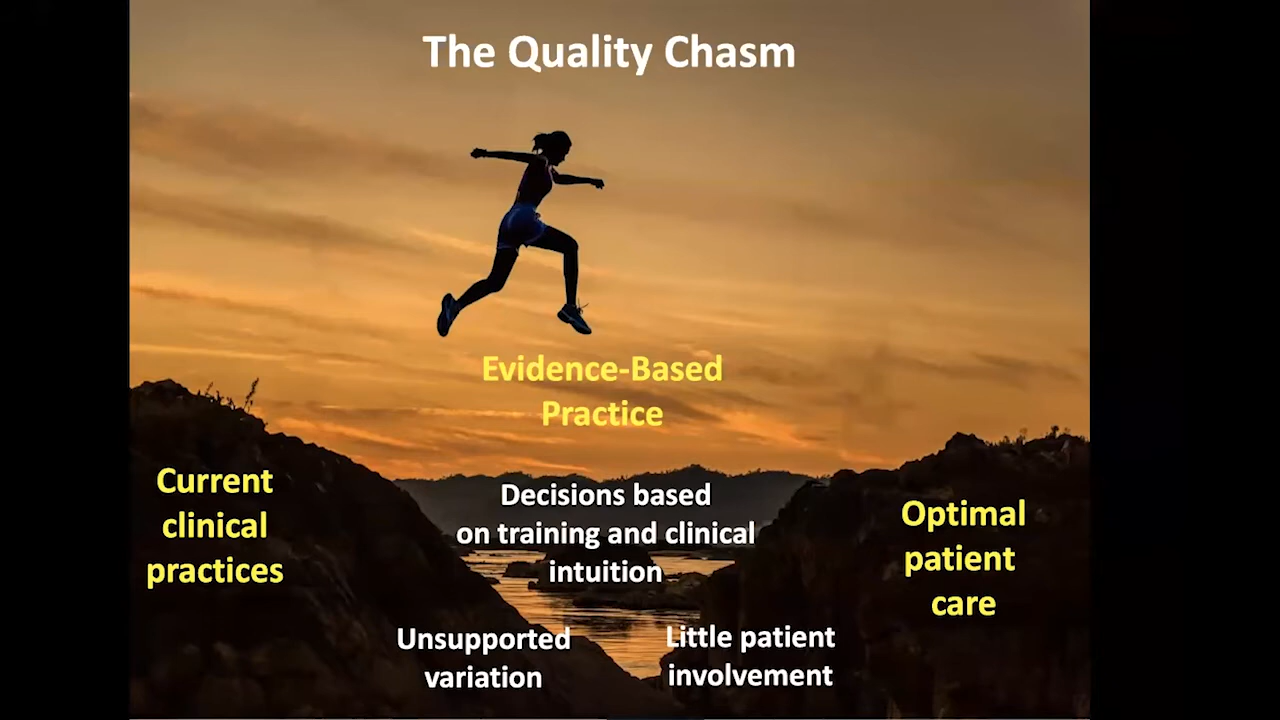 The Quality Chasm
Evidence-Based
Practice
Current
clinical
practices
Decisions based
on training and clinical
intuition
Optimal
patient
care
Unsupported
variation
Little patient
involvement